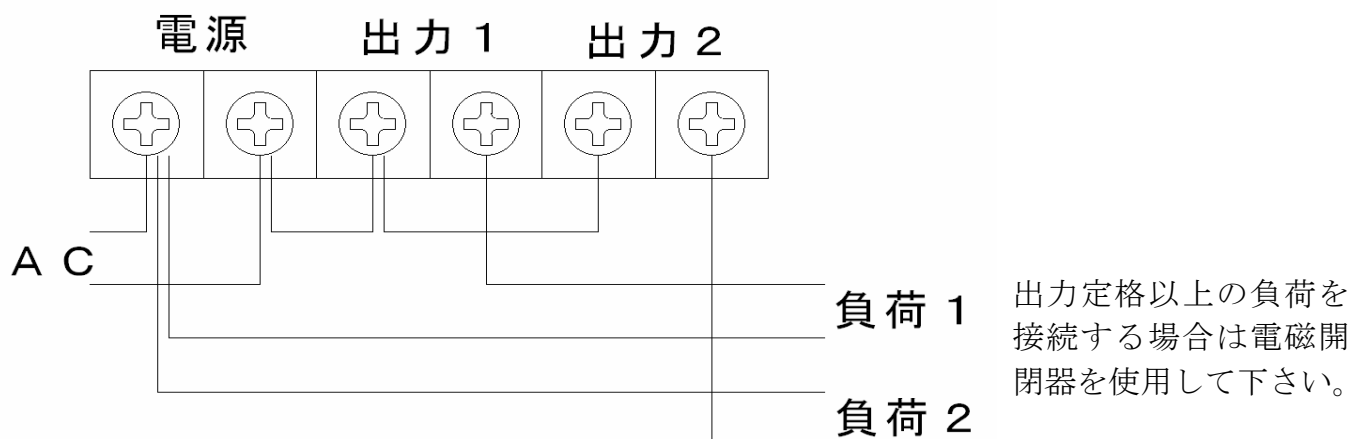 電源 出力1 出力2
AC
負荷1
負荷2
出力定格以上の負荷を
接続する場合は電磁開
閉器を使用して下さい。